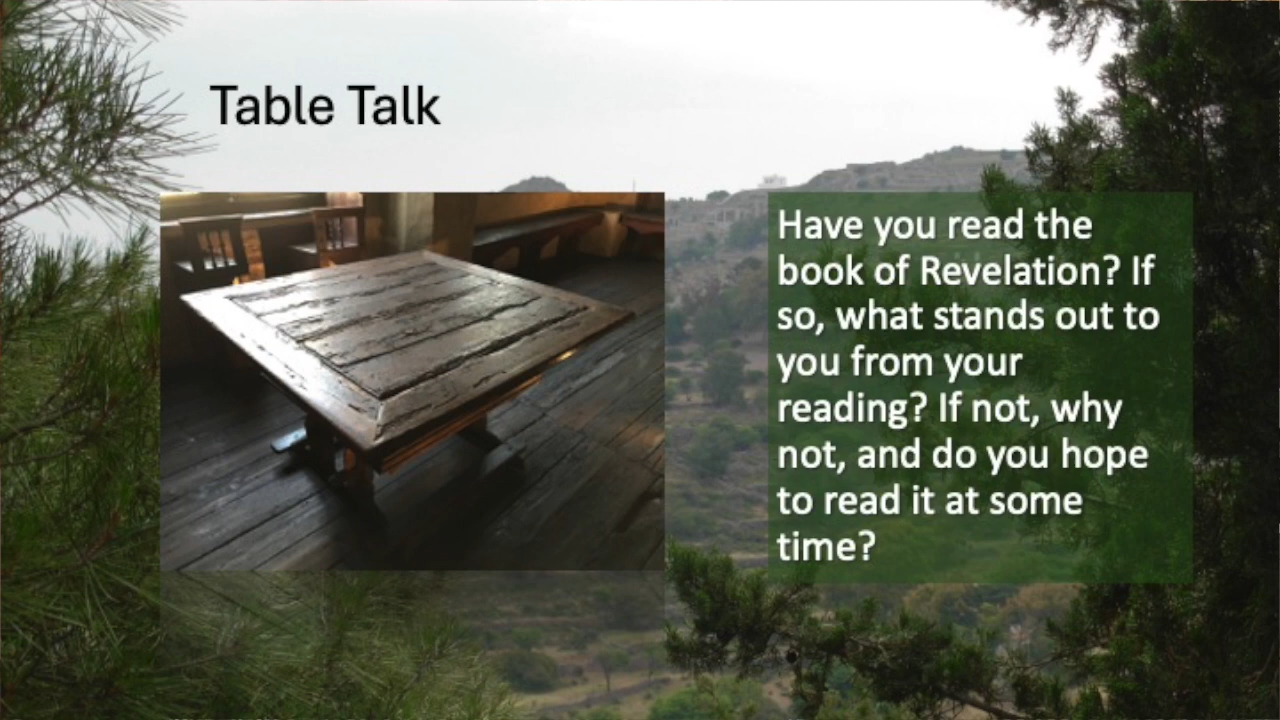 Table Talk
Have you read the
book of Revelation? If
so, what stands out to
you from your
reading? If not, why
not, and do you hope
to read it at some
time?